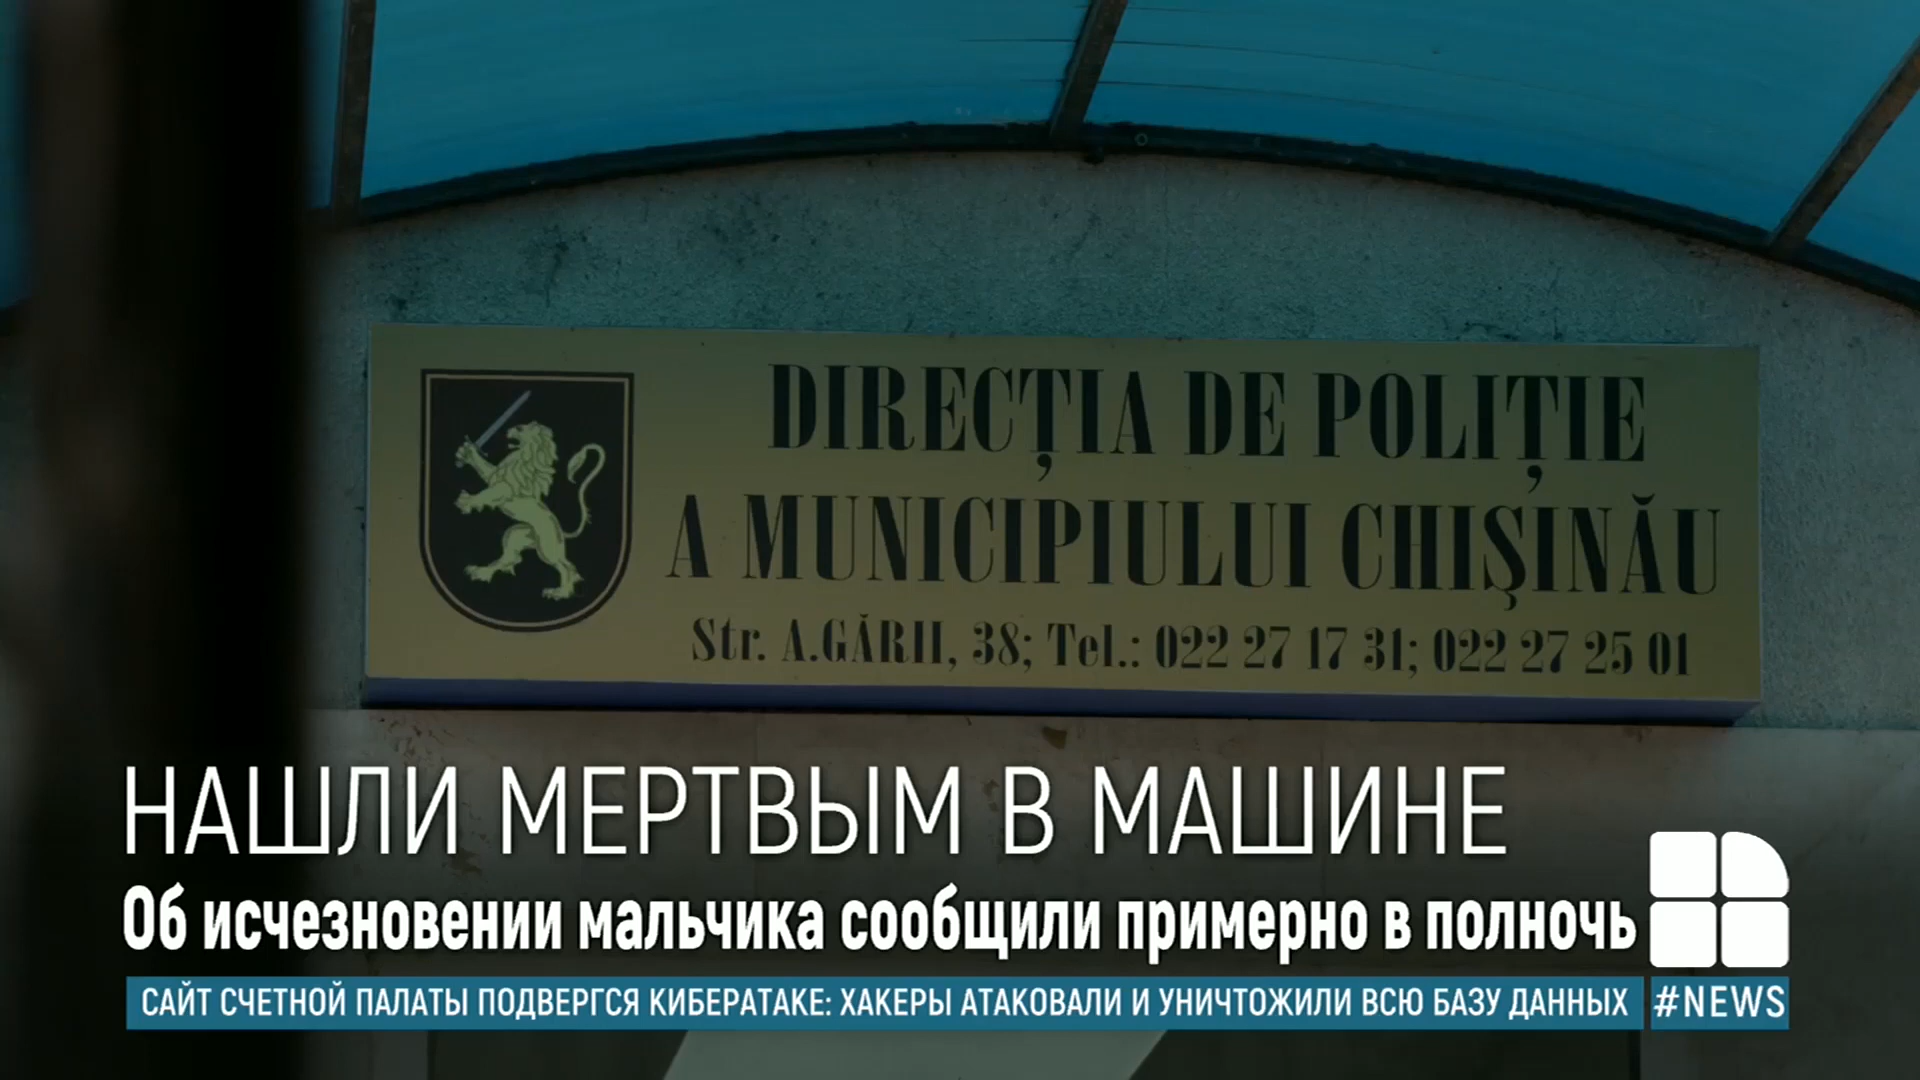 DIRECȚIA DE POLIȚIE
A MUNICIPIULUI CHIŞINĂU
Str. A.GĂRII, 38; Tel.: 022 27 17 31; 022 27 25 01
НАШЛИ МЕРТВЫМ В МАШИНЕ
Об исчезновении мальчика сообщили примерно в полночь
САЙТ СЧЕТНОЙ ПАЛАТЫ ПОДВЕРГСЯ КИБЕРАТАКЕ: ХАКЕРЫ АТАКОВАЛИ И УНИЧТОЖИЛИ ВСЮ БАЗУ ДАННЫХ
#NEWS